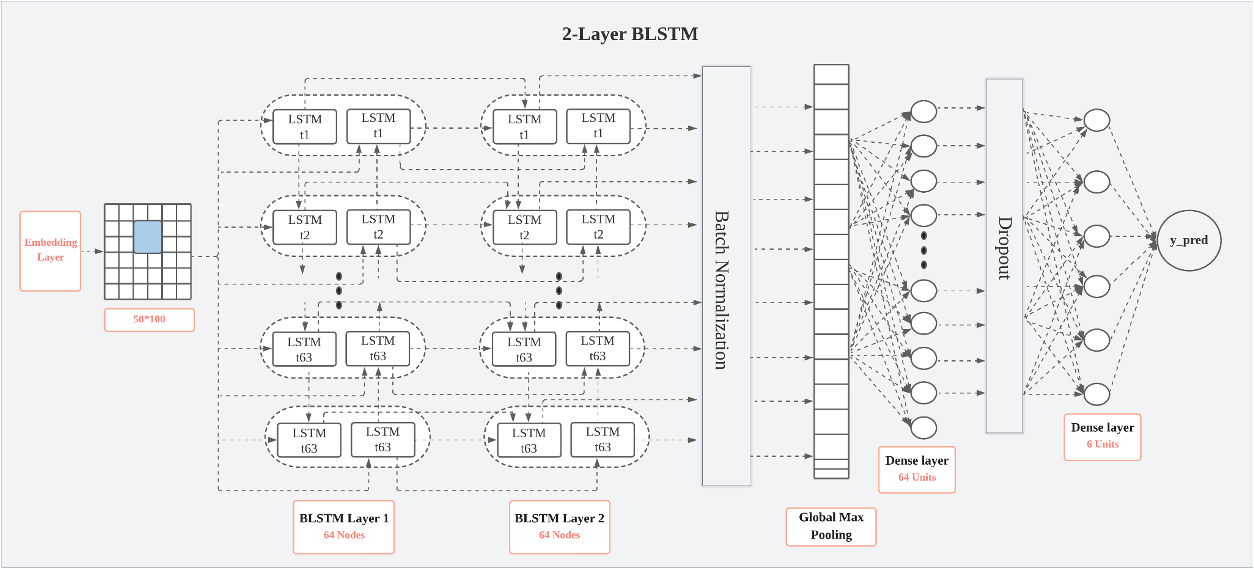 2-Layer BLSTM
Embedding
Layer
50*100
LSTM
t1
LSTM
t1
LSTM
t1
LSTM
t1
LSTM
t2
LSTM
t2
LSTM
t2
LSTM
t2
LSTM
t63
LSTM
t63
LSTM
t63
LSTM
t63
LSTM
t63
LSTM
t63
LSTM
t63
LSTM
t63
BLSTM Layer 1
64 Nodes
BLSTM Layer 2
64 Nodes
Batch Normalization
Global Max
Pooling
Dense layer
64 Units
Dropout
Dense layer
6 Units
y_pred